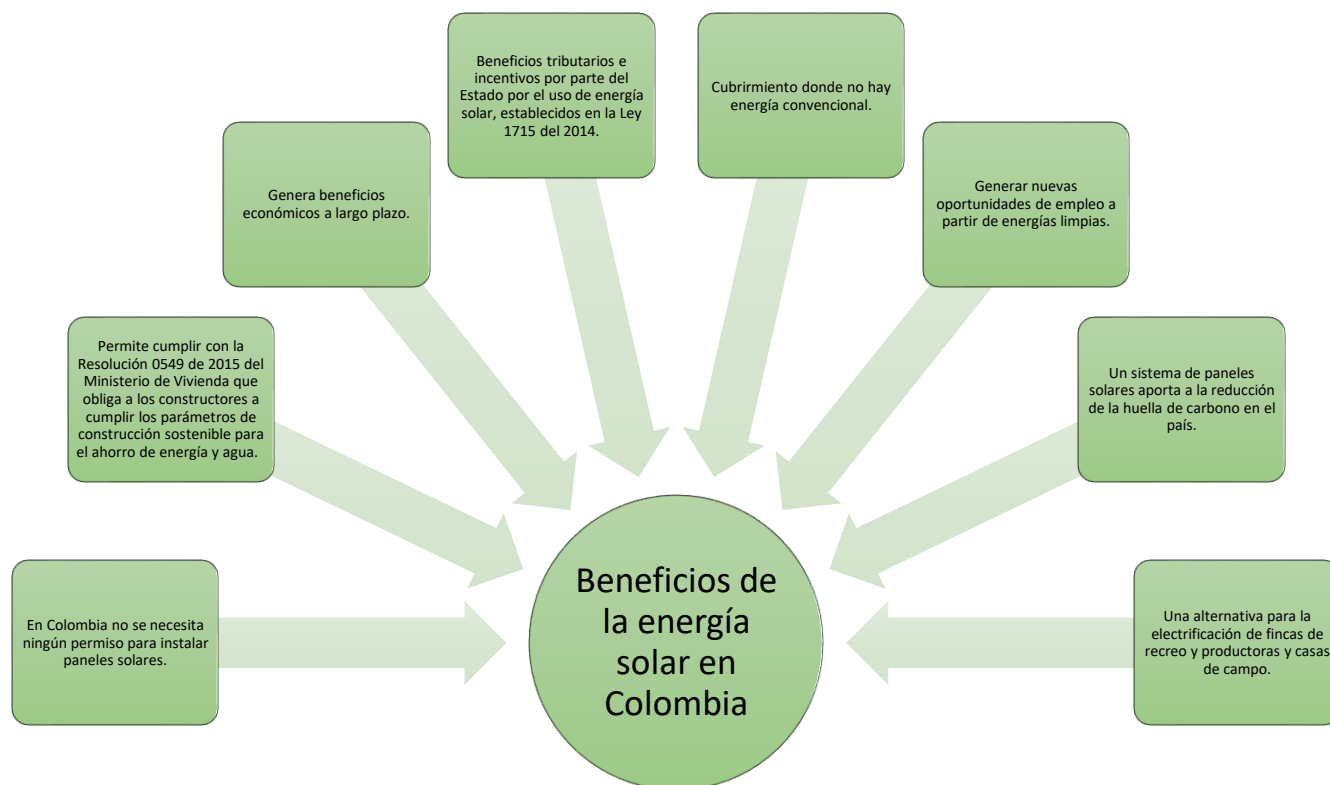 Beneficios tributarios e
incentivos por parte del
Estado por el uso de energía
solar, establecidos en la Ley
1715 del 2014.
Cubrirmiento donde no hay
energía convencional.
Genera beneficios
económicos a largo plazo.
Generar nuevas
oportunidades de empleo a
partir de energías limpias.
Permite cumplir con la
Resolución 0549 de 2015 del
Ministerio de Vivienda que
obliga a los constructores a
cumplir los parámetros de
construcción sostenible para
el ahorro de energía y agua.
Un sistema de paneles
solares aporta a la reducción
de la huella de carbono en el
país.
En Colombia no se necesita
ningún permiso para instalar
paneles solares.
Beneficios de
la energía
solar en
Colombia
Una alternativa para la
electrificación de fincas de
recreo y productoras y casas
de campo.